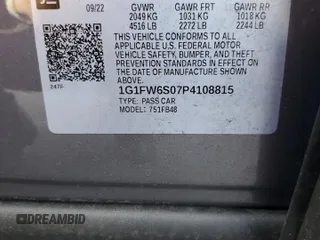 09/22 GVWR GAWR FRT GAWR RR
2049 KG 1031 KG 1018 KG
4516 LB 2272 LB 2244 LB
THIS VEHICLE CONFORMS TO ALL APPLICABLE
U.S. FEDERAL MOTOR
VEHICLE SAFETY, BUMPER, AND
THEFT PREVENTION STANDARDS IN EFFECT ON
THE DATE OF MANUFACTURE SHOWN
ABOVE.
1G1FW6S07P4108815
TYPE: PASS CAR
MODEL: 751FB48
DREAMBID